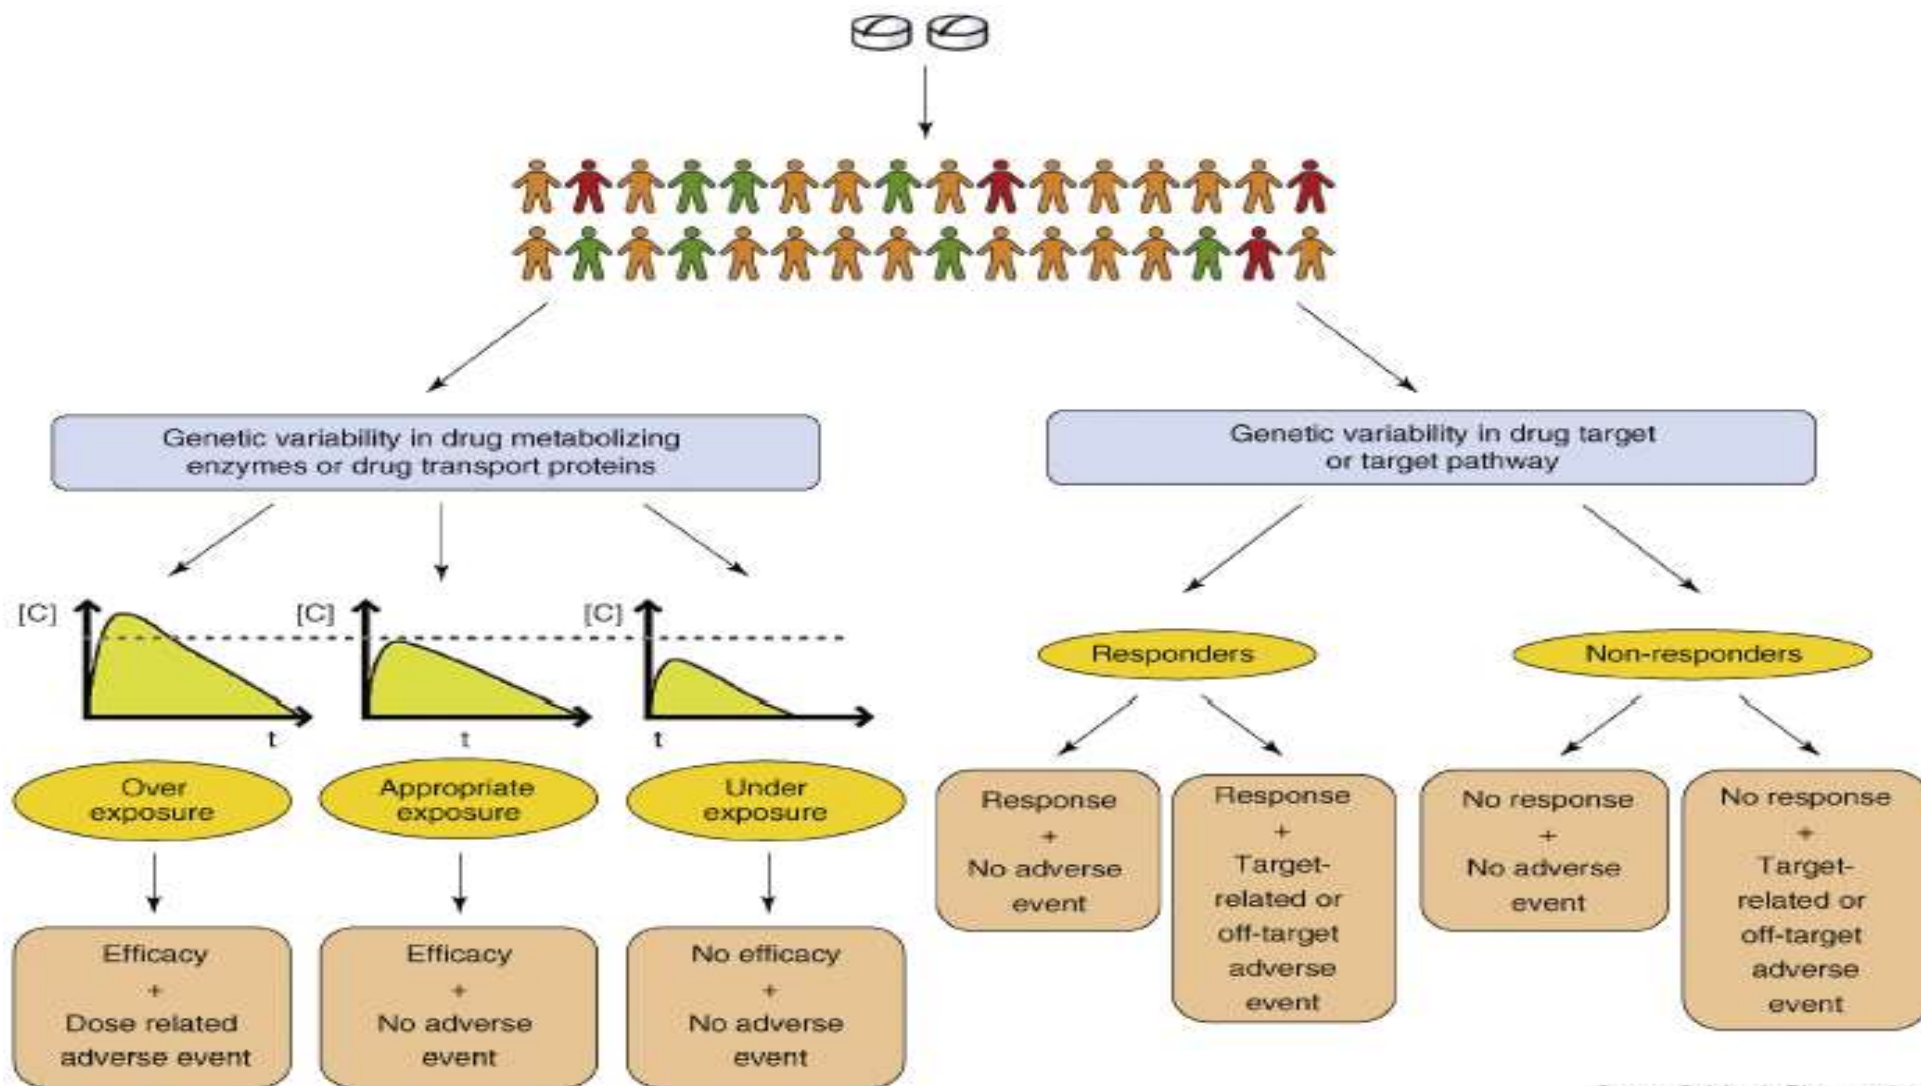 Genetic variability in drug metabolizing
enzymes or drug transport proteins
Genetic variability in drug target
or target pathway
[C]
t
[C]
t
[C]
t
Over
exposure
Appropriate
exposure
Under
exposure
Efficacy
+
Dose related
adverse event
Efficacy
+
No adverse
event
No efficacy
+
No adverse
event
Responders
Non-responders
Response
+
No adverse
event
Response
+
Target-
related or
off-target
adverse
event
No response
+
No adverse
event
No response
+
Target-
related or
off-target
adverse
event